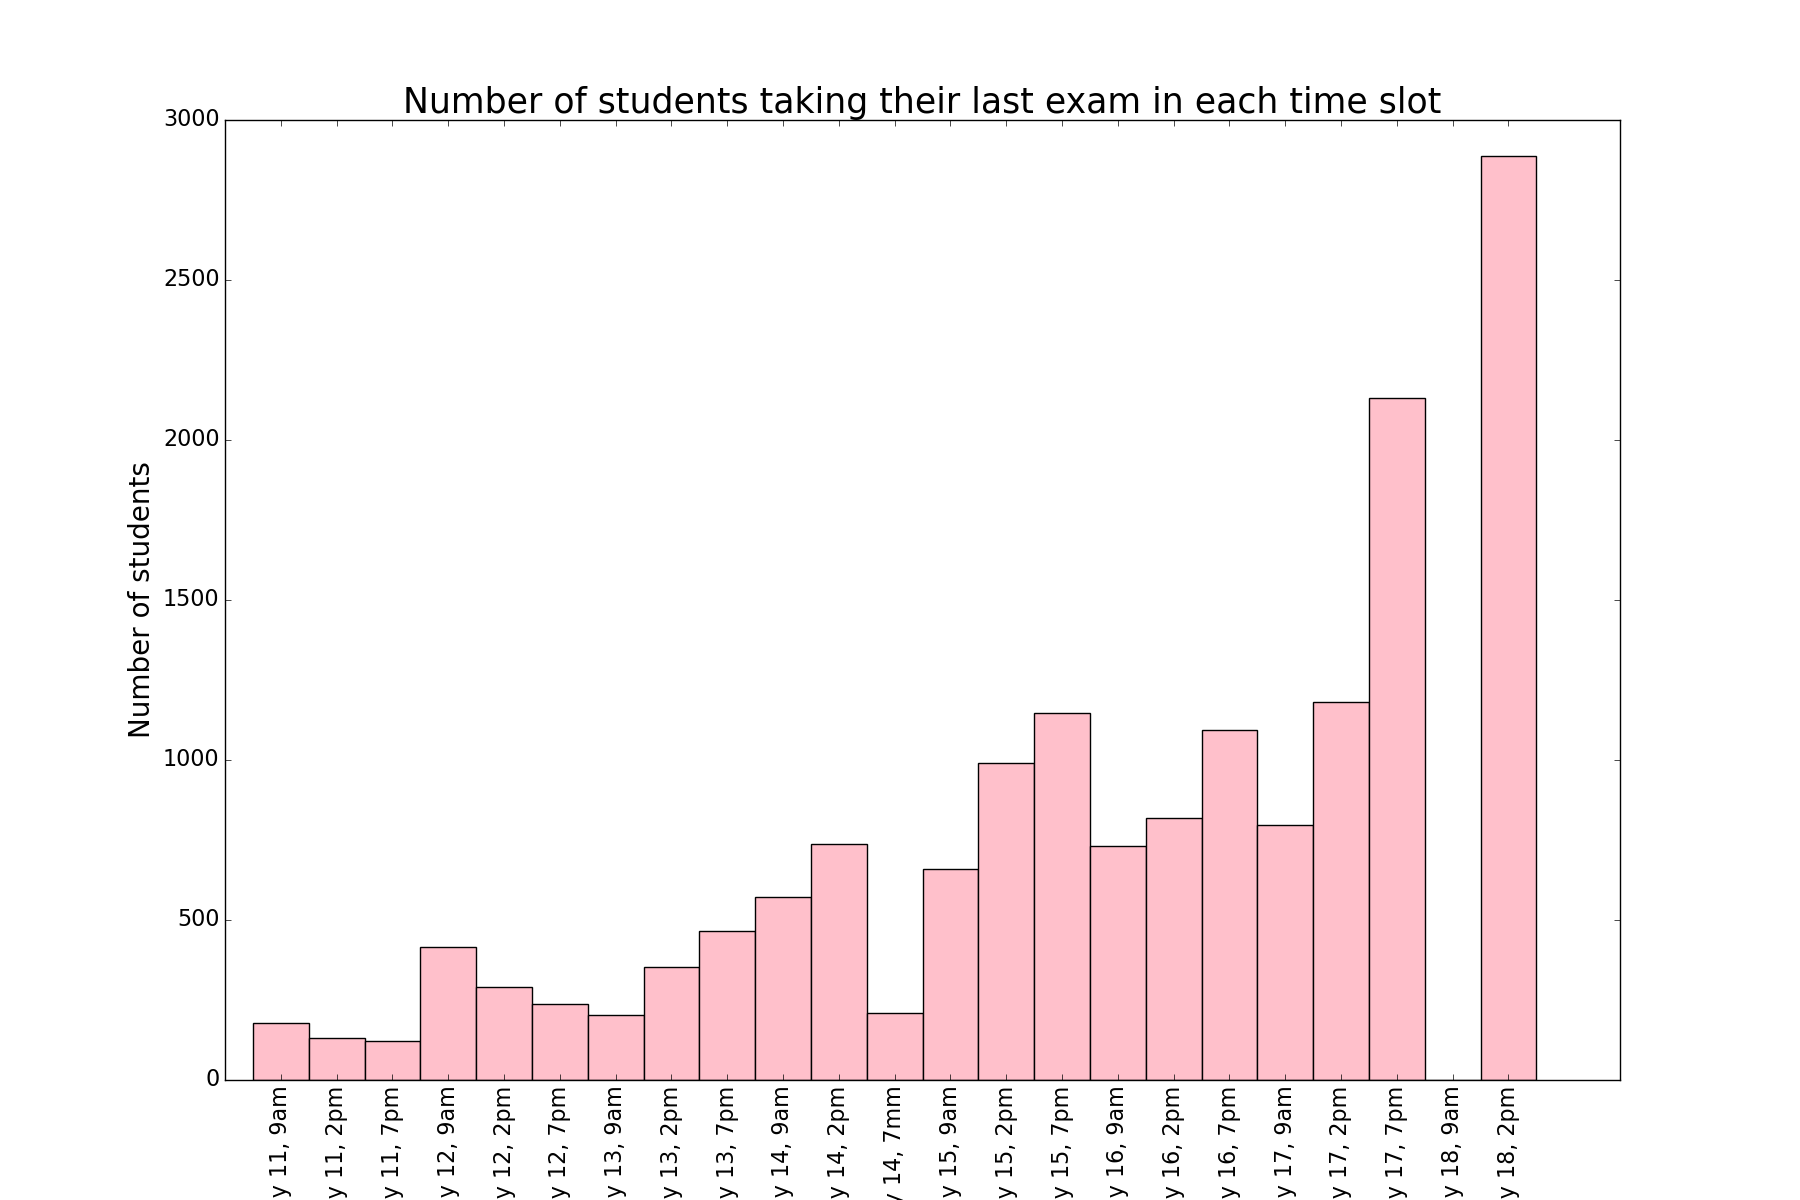 Number of students taking their last exam in each time slot
Number of students
3000
2500
2000
1500
1000
500
0
y 11, 9am
y 11, 2pm
y 11, 7pm
y 12, 9am
y 12, 2pm
y 12, 7pm
y 13, 9am
y 13, 2pm
y 13, 7pm
y 14, 9am
y 14, 2pm
y 14, 7mm
y 15, 9am
y 15, 2pm
y 15, 7pm
y 16, 9am
y 16, 2pm
y 16, 7pm
y 17, 9am
y 17, 2pm
y 17, 7pm
y 18, 9am
y 18, 2pm